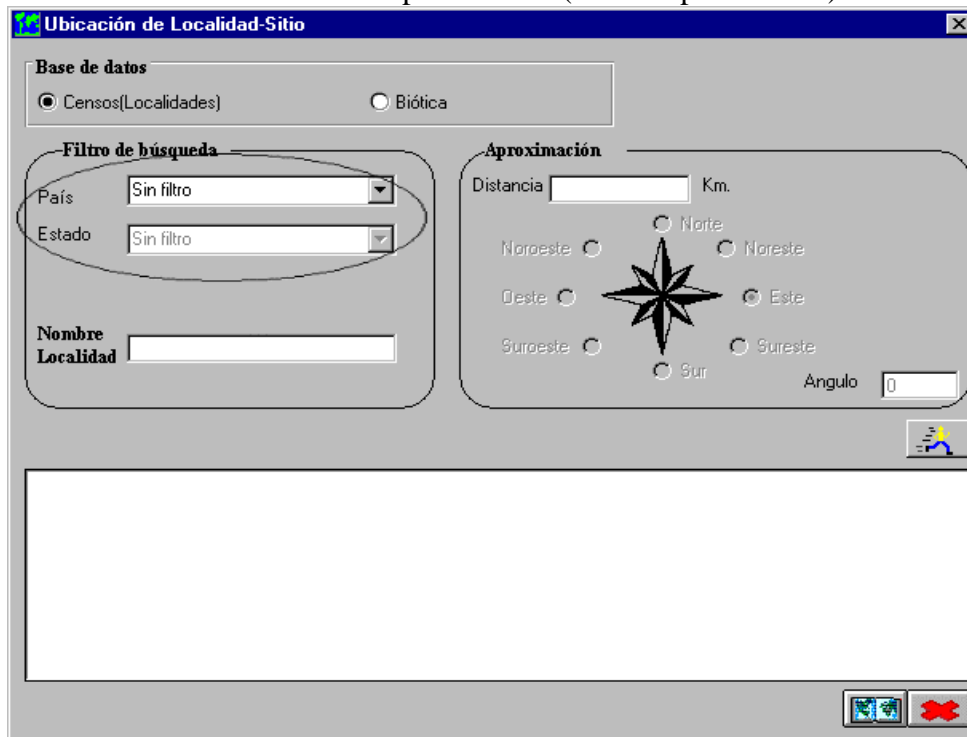 Ubicación de Localidad-Sitio
Base de datos
Censos(Localidades) Biótica
Filtro de búsqueda
País Sin filtro
Estado Sin filtro
Nombre
Localidad
Aproximación
Distancia Km.
Norte
Noroeste Noreste
Oeste Este
Suroeste Sureste
Sur
Angulo 0